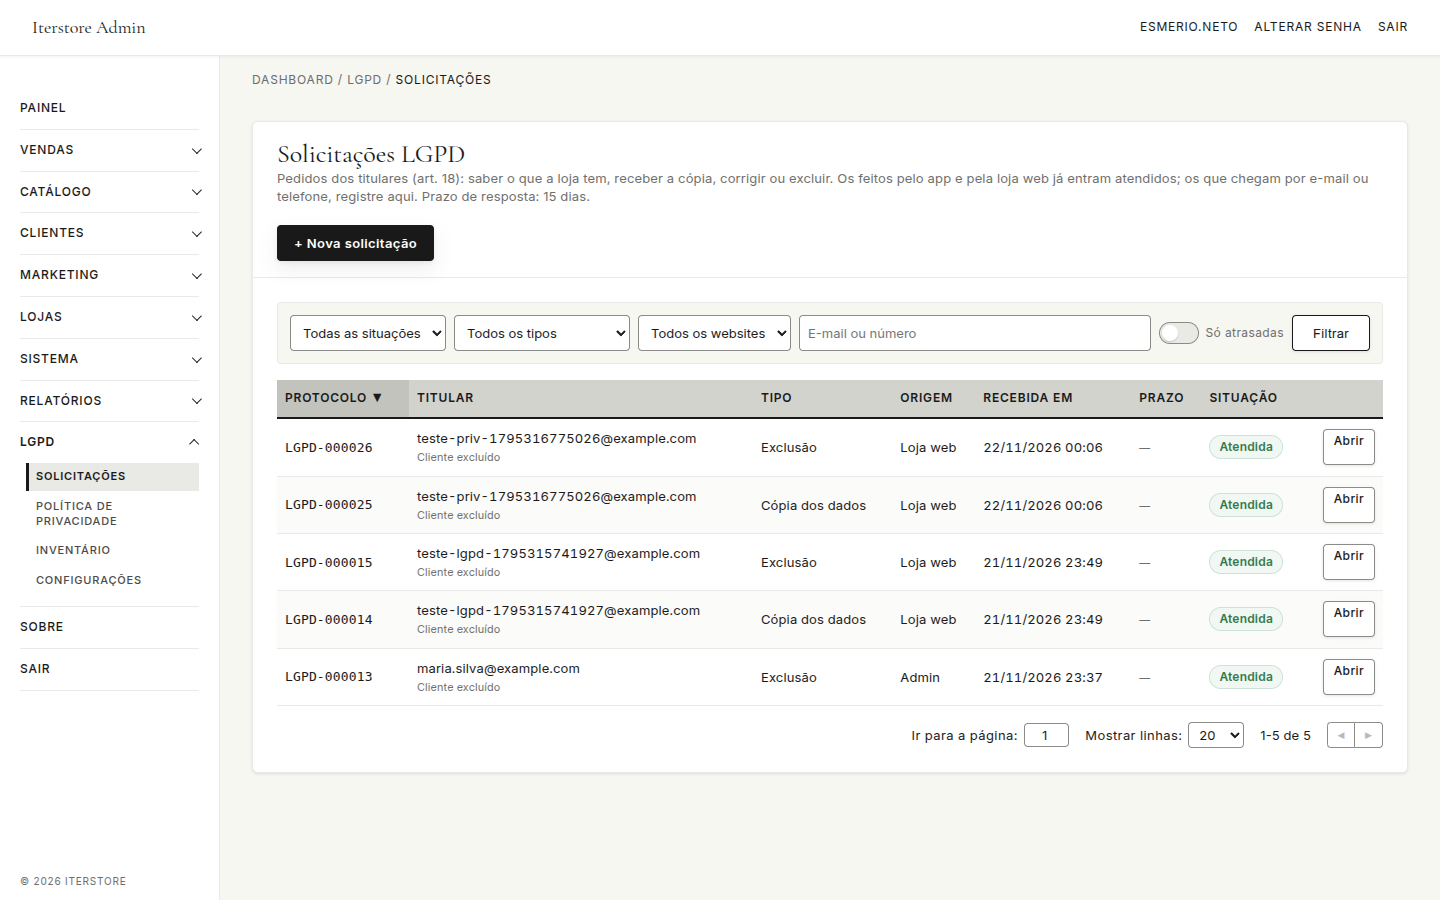 Iterstore Admin
ESMERIO.NETO ALTERAR SENHA SAIR
DASHBOARD / LGPD / SOLICITAÇÕES
PAINEL
VENDAS
CATÁLOGO
CLIENTES
MARKETING
LOJAS
SISTEMA
RELATÓRIOS
LGPD
SOLICITAÇÕES
POLÍTICA DE
PRIVACIDADE
INVENTÁRIO
CONFIGURAÇÕES
SOBRE
SAIR
© 2026 ITERSTORE
Solicitações LGPD
Pedidos dos titulares (art. 18): saber o que a loja tem, receber a cópia, corrigir ou excluir. Os feitos pelo app e pela loja web já entram atendidos; os que chegam por e-mail ou
telefone, registre aqui. Prazo de resposta: 15 dias.
+ Nova solicitação
Todas as situações Todos os tipos Todos os websites E-mail ou número Só atrasadas Filtrar
PROTOCOLO ▼ TITULAR TIPO ORIGEM RECEBIDA EM PRAZO SITUAÇÃO
LGPD-000026 teste-priv-1795316775026@example.com Exclusão Loja web 22/11/2026 00:06 — Atendida Abrir
Cliente excluído
LGPD-000025 teste-priv-1795316775026@example.com Cópia dos dados Loja web 22/11/2026 00:06 — Atendida Abrir
Cliente excluído
LGPD-000015 teste-lgpd-1795315741927@example.com Exclusão Loja web 21/11/2026 23:49 — Atendida Abrir
Cliente excluído
LGPD-000014 teste-lgpd-1795315741927@example.com Cópia dos dados Loja web 21/11/2026 23:49 — Atendida Abrir
Cliente excluído
LGPD-000013 maria.silva@example.com Exclusão Admin 21/11/2026 23:37 — Atendida Abrir
Cliente excluído
Ir para a página: 1 Mostrar linhas: 20 1-5 de 5 ◄ ►